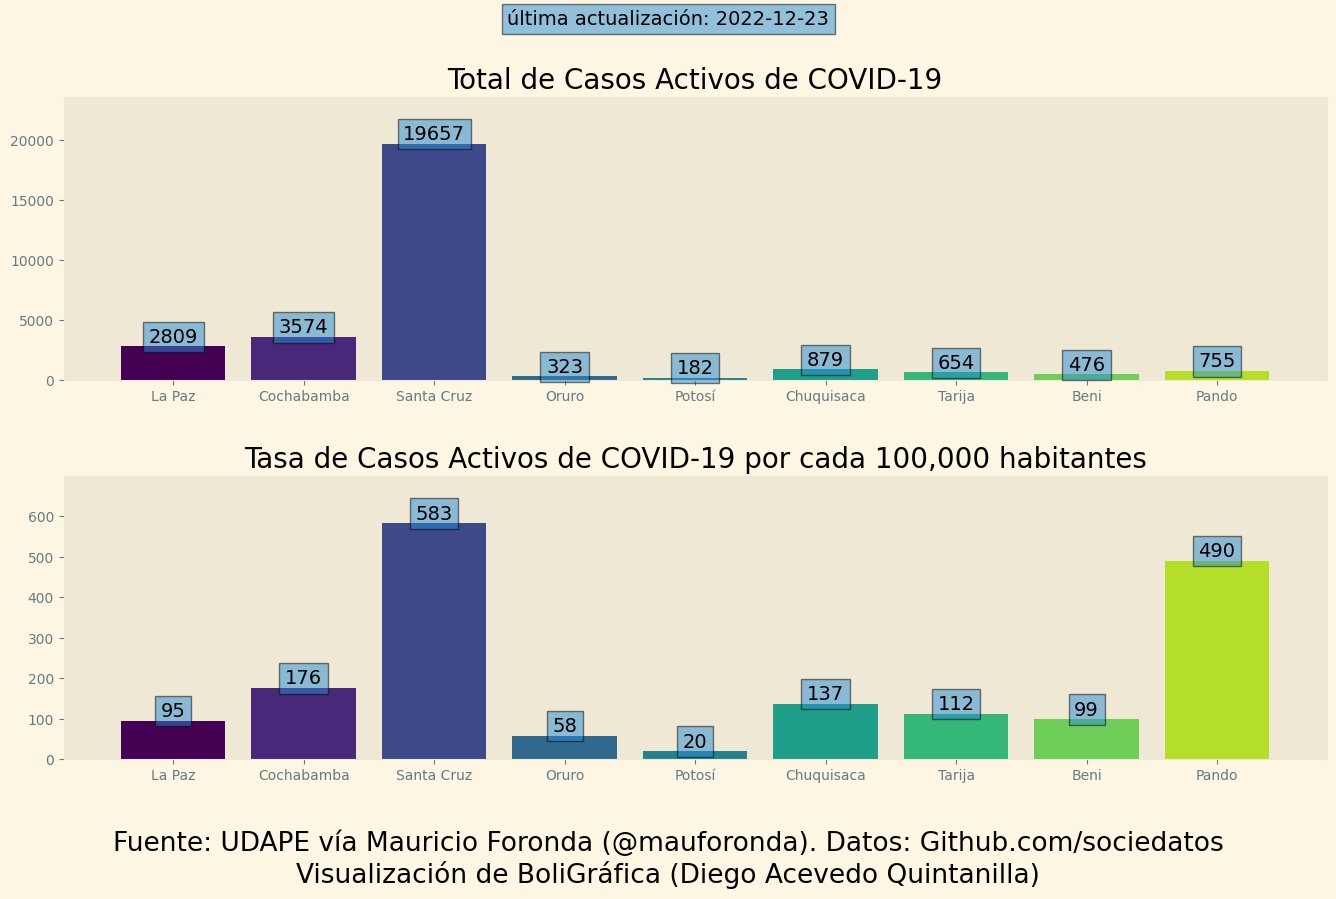 última actualización: 2022-12-23
Total de Casos Activos de COVID-19
20000
15000
10000
5000
0
2809
3574
19657
323
182
879
654
476
755
La Paz
Cochabamba
Santa Cruz
Oruro
Potosí
Chuquisaca
Tarija
Beni
Pando
Tasa de Casos Activos de COVID-19 por cada 100,000 habitantes
600
500
400
300
200
100
0
95
176
583
58
20
137
112
99
490
La Paz
Cochabamba
Santa Cruz
Oruro
Potosí
Chuquisaca
Tarija
Beni
Pando
Fuente: UDAPE vía Mauricio Foronda (@mauforonda). Datos: Github.com/sociedatos
Visualización de BoliGráfica (Diego Acevedo Quintanilla)